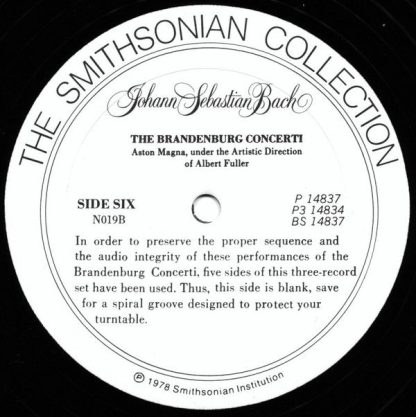 THE SMITHSONIAN COLLECTION
Johann Sebastian Bach
THE BRANDENBURG CONCERTI
Aston Magna, under the Artistic Direction
of Albert Fuller
SIDE SIX
N019B
P 14837
P3 14834
BS 14837
In order to preserve the proper sequence and
the audio integrity of these performances of the
Brandenburg Concerti, five sides of this three-record
set have been used. Thus, this side is blank, save
for a spiral groove designed to protect your
turntable.
℗ 1978 Smithsonian Institution